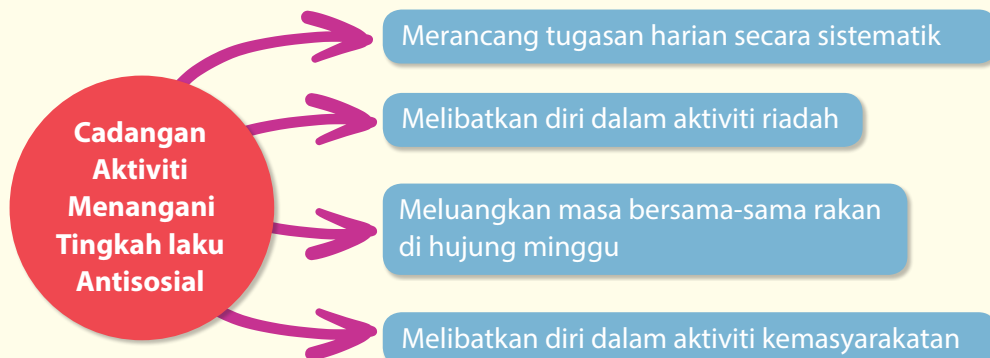 Cadangan
Aktiviti
Menangani
Tingkah laku
Antisosial
Merancang tugasan harian secara sistematik
Melibatkan diri dalam aktiviti riadah
Meluangkan masa bersama-sama rakan
di hujung minggu
Melibatkan diri dalam aktiviti kemasyarakatan